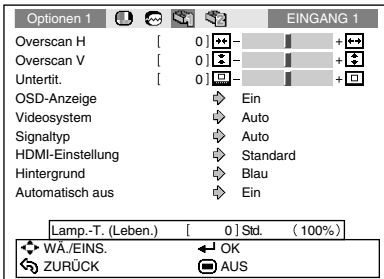 Optionen 1 EINGANG 1
Overscan H [ 0 ] – +
Overscan V [ 0 ] – +
Untertit. [ 0 ] – +
OSD-Anzeige Ein
Videosystem Auto
Signaltyp Auto
HDMI-Einstellung Standard
Hintergrund Blau
Automatisch aus Ein
Lamp.-T. (Leben.) [ 0 ] Std. (100%)
WÄ./EINS. OK
ZURÜCK AUS